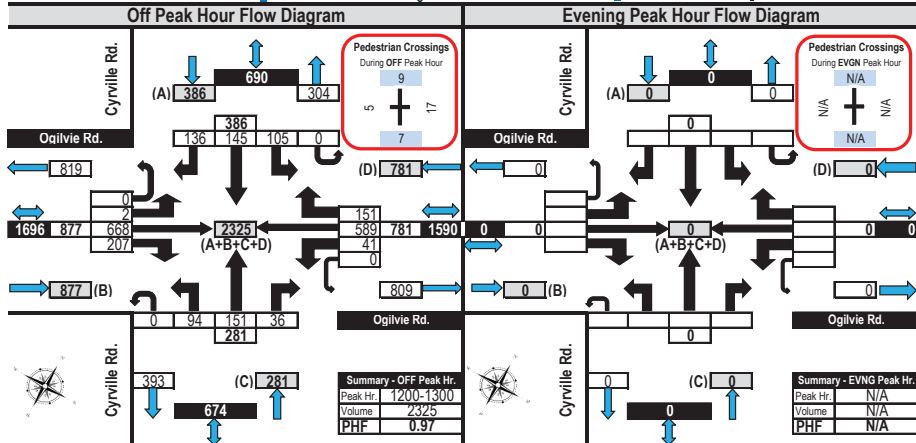 Off Peak Hour Flow Diagram
Cyrville Rd.
690
(A) 386 304
Pedestrian Crossings
During OFF Peak Hour
9
5 17
7
386
136 145 105 0
Ogilvie Rd.
819
(D) 781
0
2
1696 877 668
207
2325
(A+B+C+D)
151
589 781 1590
41
0
877 (B)
809
0 94 151 36
281
Ogilvie Rd.
Cyrville Rd.
393 (C) 281
674
Summary - OFF Peak Hr.
Peak Hr. 1200-1300
Volume 2325
PHF 0.97
Evening Peak Hour Flow Diagram
Cyrville Rd.
0
(A) 0 0
Pedestrian Crossings
During EVGN Peak Hour
N/A
N/A N/A
N/A
0
Ogilvie Rd.
0
(D) 0
0 0
0
(A+B+C+D)
0 0
0 (B)
0
0
Ogilvie Rd.
Cyrville Rd.
0 (C) 0
0
Summary - EVNG Peak Hr.
Peak Hr. N/A
Volume N/A
PHF N/A